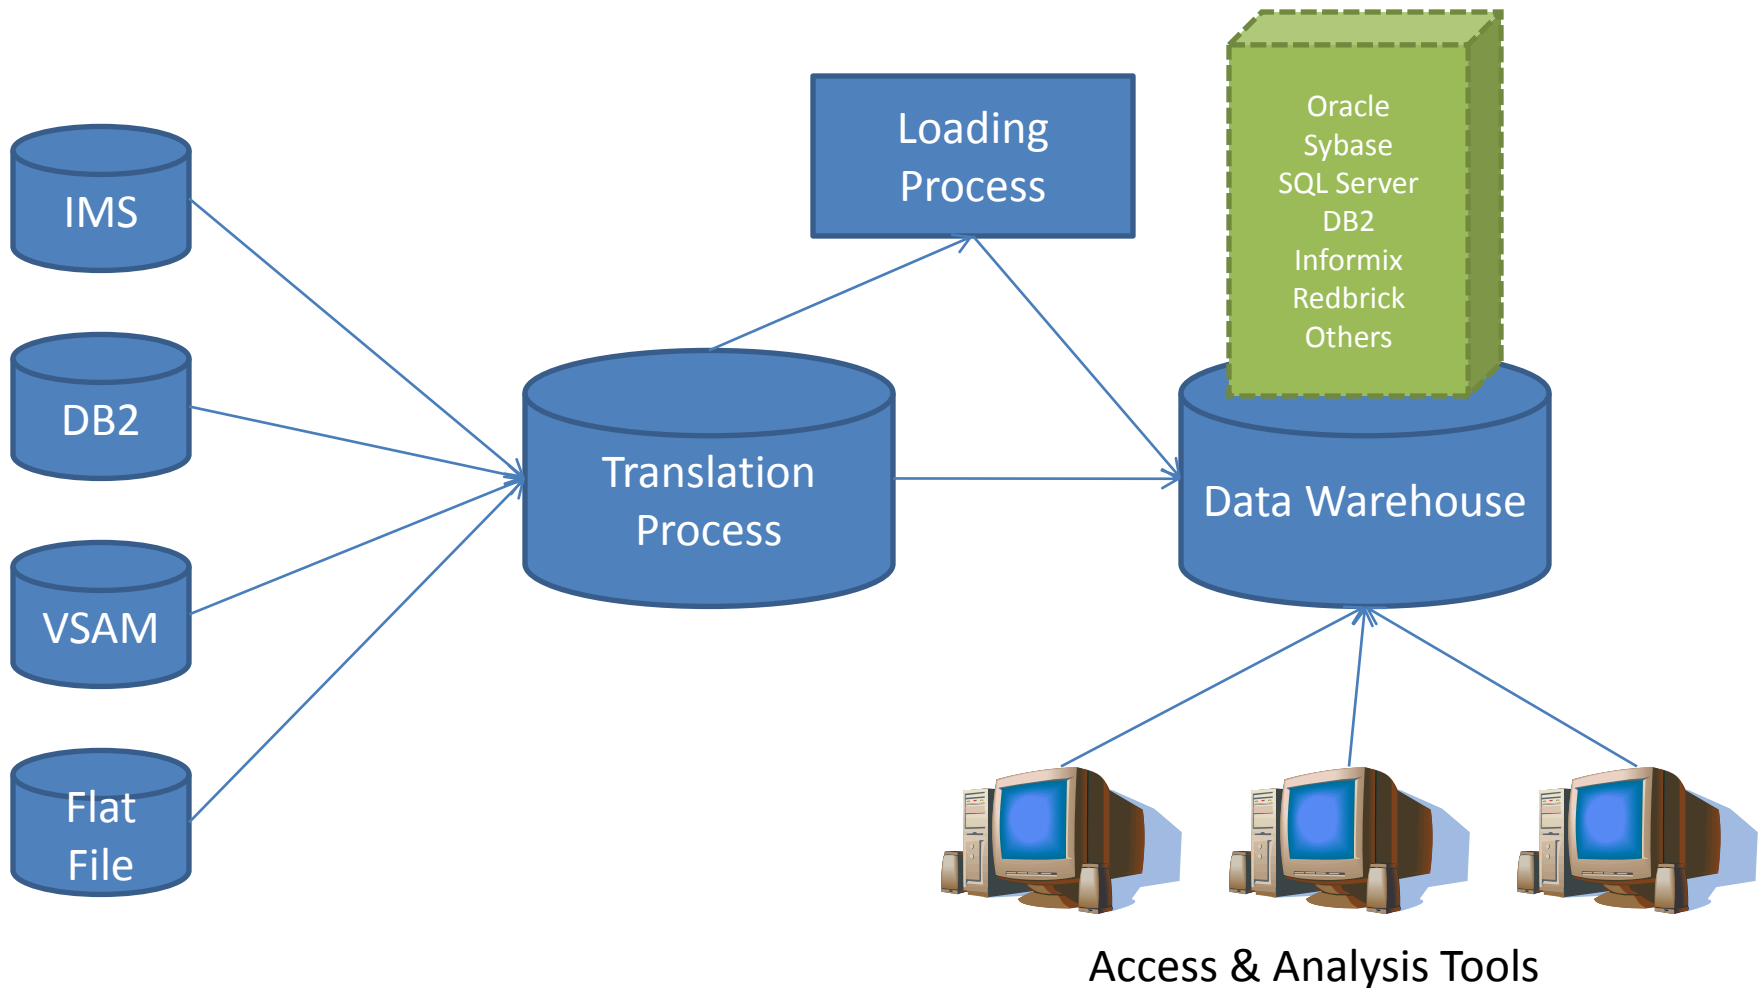 IMS
DB2
VSAM
Flat
File
Translation
Process
Loading
Process
Oracle
Sybase
SQL Server
DB2
Informix
Redbrick
Others
Data Warehouse
Access & Analysis Tools